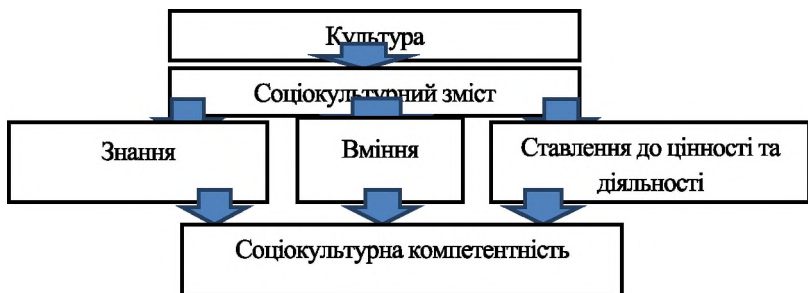 Культура
Соціокультурний зміст
Знання
Вміння
Ставлення до цінності та
діяльності
Соціокультурна компетентність